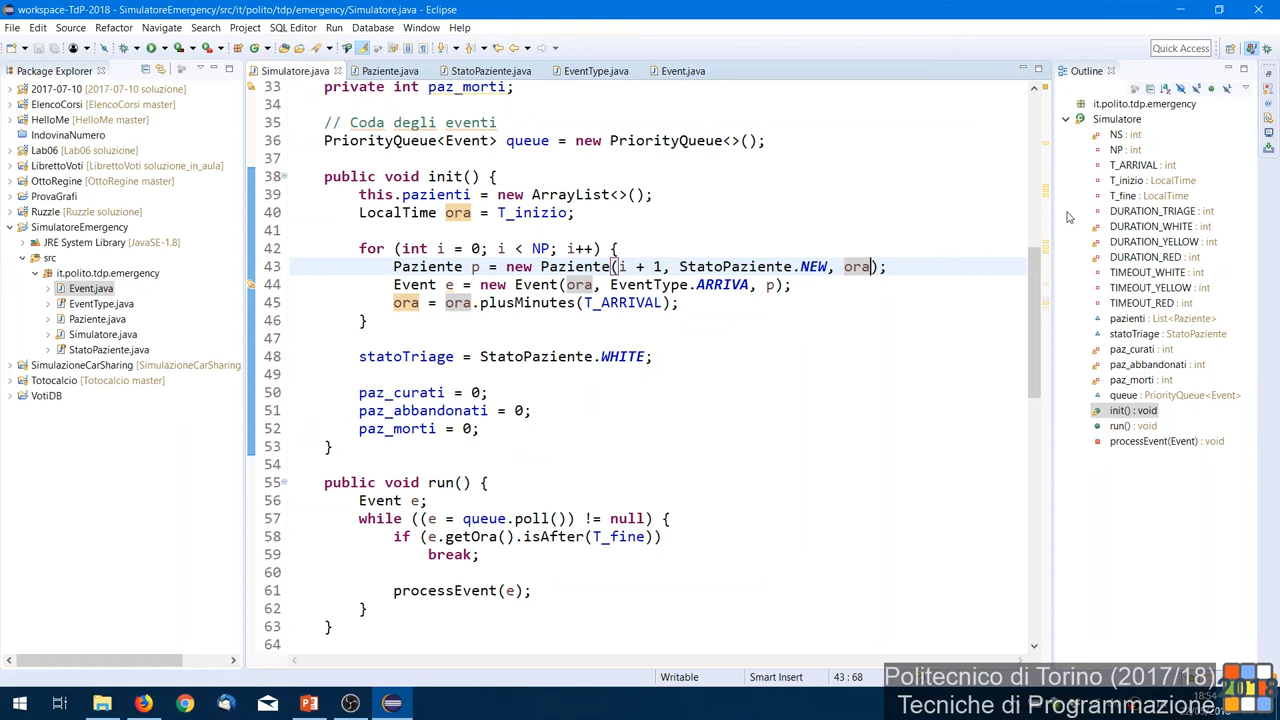 workspace-TdP-2018 - SimulatoreEmergency/src/it/polito/tdp/emergency/Simulatore.java - Eclipse
File Edit Source Refactor Navigate Search Project SQL Editor Run Database Window Help
Quick Access
Package Explorer
2017-07-10 [2017-07-10 soluzione]
ElencoCorsi [ElencoCorsi master]
HelloMe [HelloMe master]
IndovinaNumero
Lab06 [Lab06 soluzione]
LibrettoVoti [LibrettoVoti soluzione_in_aula]
OttoRegine [OttoRegine master]
ProvaGrafi
Ruzzle [Ruzzle soluzione]
SimulatoreEmergency
JRE System Library [JavaSE-1.8]
src
it.polito.tdp.emergency
Event.java
EventType.java
Paziente.java
Simulatore.java
StatoPaziente.java
SimulazioneCarSharing [SimulazioneCarSharing
Totocalcio [Totocalcio master]
VotiDB
Simulatore.java Paziente.java StatoPaziente.java EventType.java Event.java
33 private int paz_morti;
34
35 // Coda degli eventi
36 PriorityQueue<Event> queue = new PriorityQueue<>();
37
38 public void init() {
39 this.pazienti = new ArrayList<>();
40 LocalTime ora = T_inizio;
41
42 for (int i = 0; i < NP; i++) {
43 Paziente p = new Paziente(i + 1, StatoPaziente.NEW, ora);
44 Event e = new Event(ora, EventType.ARRIVA, p);
45 ora = ora.plusMinutes(T_ARRIVAL);
46 }
47
48 statoTriage = StatoPaziente.WHITE;
49
50 paz_curati = 0;
51 paz_abbandonati = 0;
52 paz_morti = 0;
53 }
54
55 public void run() {
56 Event e;
57 while ((e = queue.poll()) != null) {
58 if (e.getOra().isAfter(T_fine))
59 break;
60
61 processEvent(e);
62 }
63 }
64
Outline
it.polito.tdp.emergency
Simulatore
NS : int
NP : int
T_ARRIVAL : int
T_inizio : LocalTime
T_fine : LocalTime
DURATION_TRIAGE : int
DURATION_WHITE : int
DURATION_YELLOW : int
DURATION_RED : int
TIMEOUT_WHITE : int
TIMEOUT_YELLOW : int
TIMEOUT_RED : int
pazienti : List<Paziente>
statoTriage : StatoPaziente
paz_curati : int
paz_abbandonati : int
paz_morti : int
queue : PriorityQueue<Event>
init() : void
run() : void
processEvent(Event) : void
Writable Smart Insert 43 : 68
Politecnico di Torino (2017/18)
Tecniche di Programmazione
2018
18:54